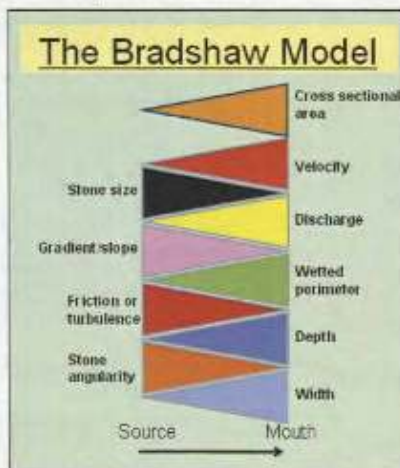 The Bradshaw Model
Cross sectional
area
Velocity
Stone size
Discharge
Gradient/slope
Wetted
perimeter
Friction or
turbulence
Depth
Stone
angularity
Width
Source
Mouth